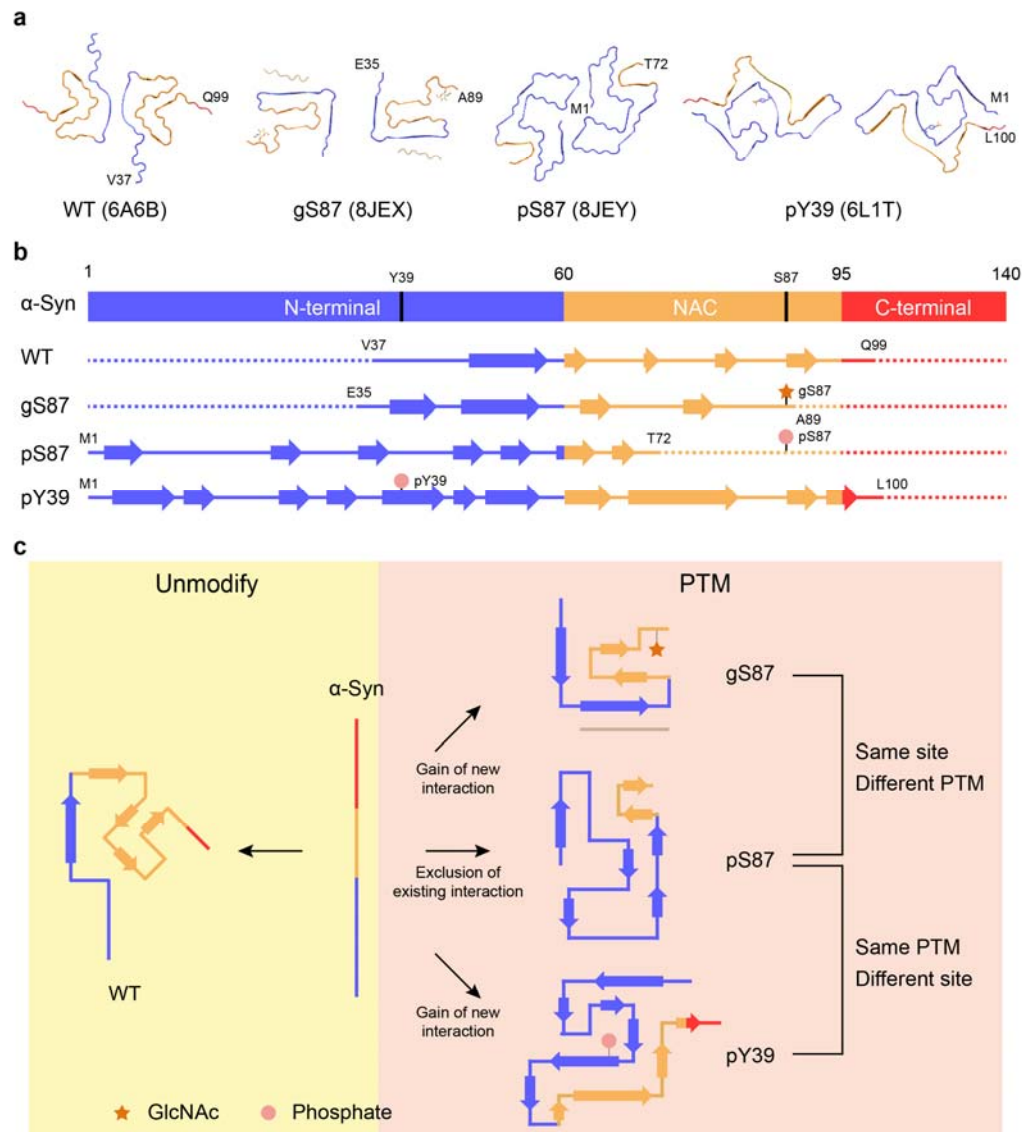 a
E35
T72
Q99
A89
M1
M1
L100
V37
WT (6A6B)
gS87 (8JEX)
pS87 (8JEY)
pY39 (6L1T)
b
1
Y39
60
S87
95
140
α-Syn
N-terminal
NAC
C-terminal
WT
V37
Q99
gS87
E35
gS87
A89
pS87
M1
T72
pS87
pY39
M1
pY39
L100
c
Unmodify
PTM
α-Syn
WT
Gain of new
interaction
gS87
Same site
Different PTM
Exclusion of
existing interaction
pS87
Same PTM
Different site
Gain of new
interaction
pY39
GlcNAc
Phosphate